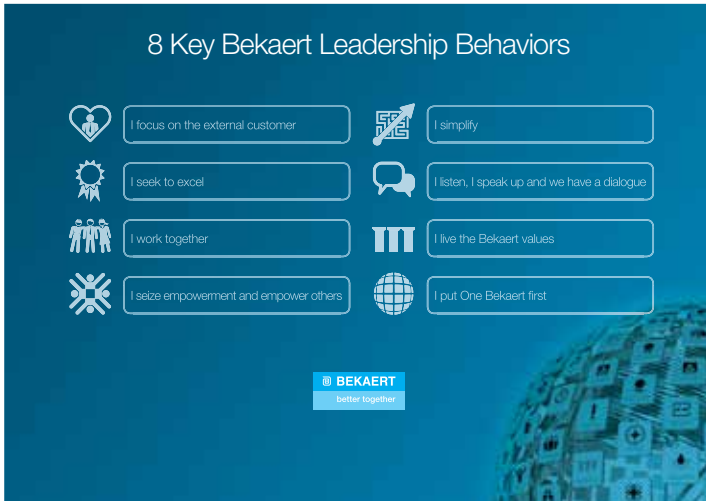 8 Key Bekaert Leadership Behaviors
I focus on the external customer
I seek to excel
I work together
I seize empowerment and empower others
I simplify
I listen, I speak up and we have a dialogue
I live the Bekaert values
I put One Bekaert first
BEKAERT
better together